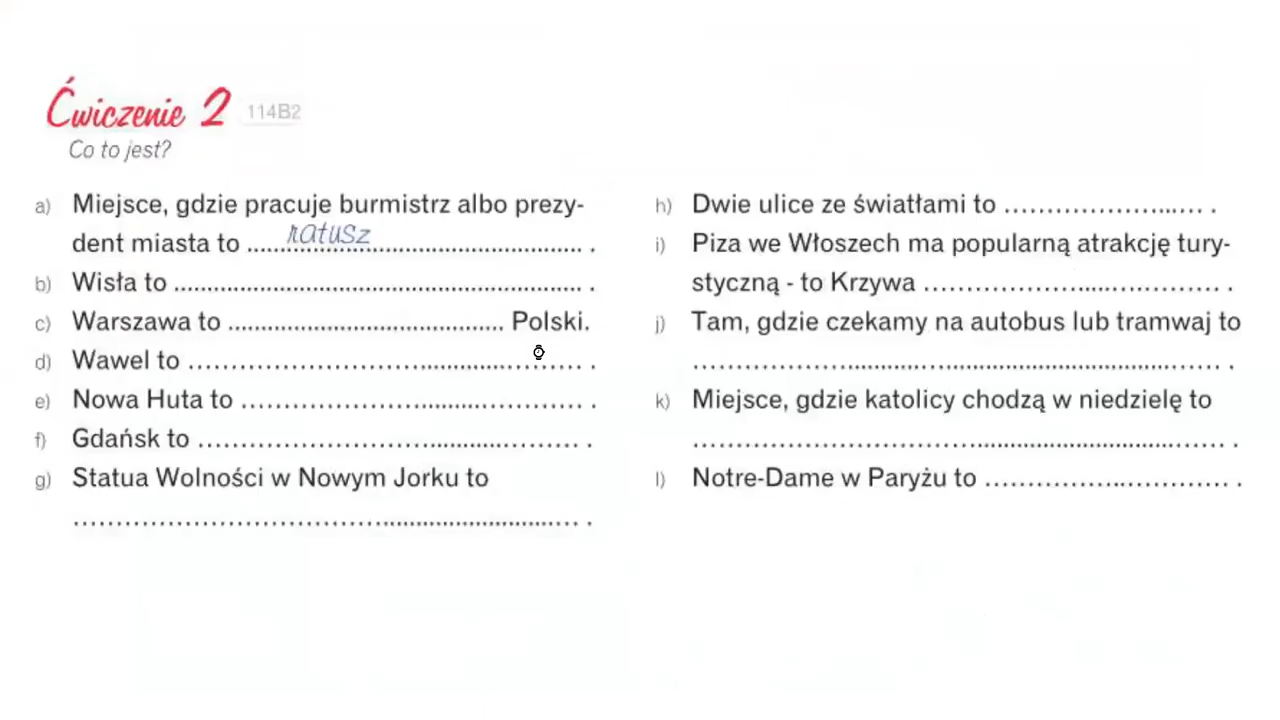 Ćwiczenie 2 114B2
Co to jest?
a) Miejsce, gdzie pracuje burmistrz albo prezy-
dent miasta to ratusz .
b) Wisła to .................... .
c) Warszawa to .................... Polski.
d) Wawel to .................... .
e) Nowa Huta to .................... .
f) Gdańsk to .................... .
g) Statua Wolności w Nowym Jorku to
.................... .
h) Dwie ulice ze światłami to .................... .
i) Piza we Włoszech ma popularną atrakcję tury-
styczną - to Krzywa .................... .
j) Tam, gdzie czekamy na autobus lub tramwaj to
.................... .
k) Miejsce, gdzie katolicy chodzą w niedzielę to
.................... .
l) Notre-Dame w Paryżu to .................... .